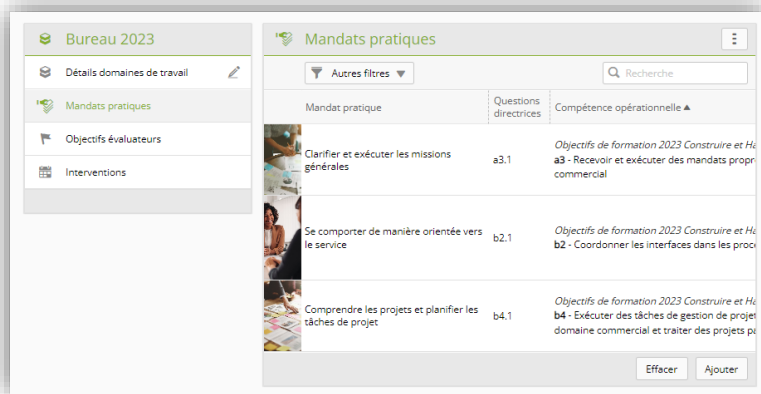 Bureau 2023
Détails domaines de travail
Mandats pratiques
Objectifs évaluateurs
Interventions
Mandats pratiques
Autres filtres
Recherche
Mandat pratique
Questions
directrices
Compétence opérationnelle
Clarifier et exécuter les missions
générales
a3.1
Objectifs de formation 2023 Construire et Ha
a3 - Recevoir et exécuter des mandats propr
commercial
Se comporter de manière orientée vers
le service
b2.1
Objectifs de formation 2023 Construire et Ha
b2 - Coordonner les interfaces dans les proc
Comprendre les projets et planifier les
tâches de projet
b4.1
Objectifs de formation 2023 Construire et Ha
b4 - Exécuter des tâches de gestion de projet
domaine commercial et traiter des projets pa
Effacer
Ajouter